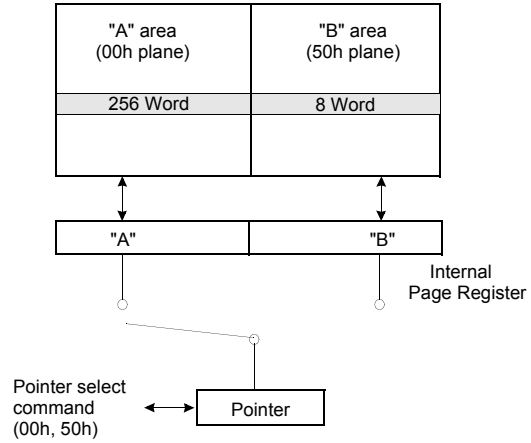 "A" area
(00h plane)
"B" area
(50h plane)
256 Word
8 Word
"A"
"B"
Internal
Page Register
Pointer select
command
(00h, 50h)
Pointer